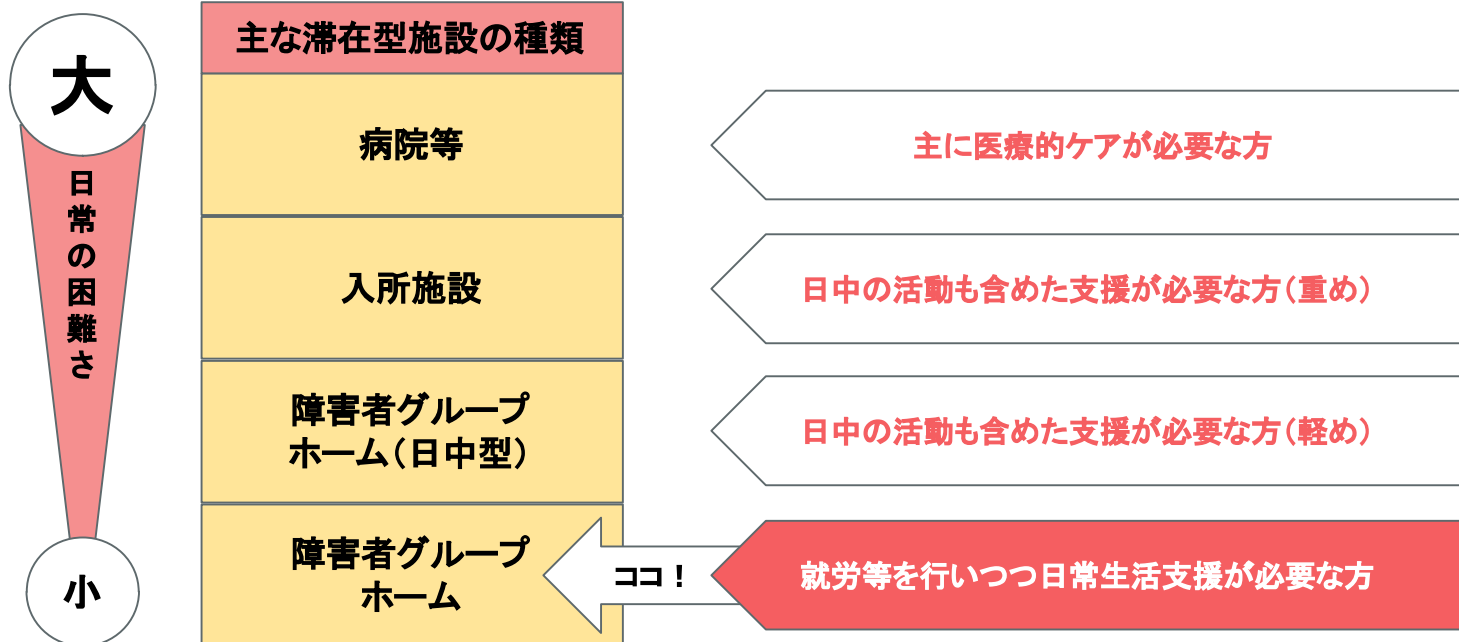 大
日常の困難さ
小
主な滞在型施設の種類
病院等
主に医療的ケアが必要な方
入所施設
日中の活動も含めた支援が必要な方(重め)
障害者グループ
ホーム(日中型)
日中の活動も含めた支援が必要な方(軽め)
障害者グループ
ホーム
ココ!
就労等を行いつつ日常生活支援が必要な方